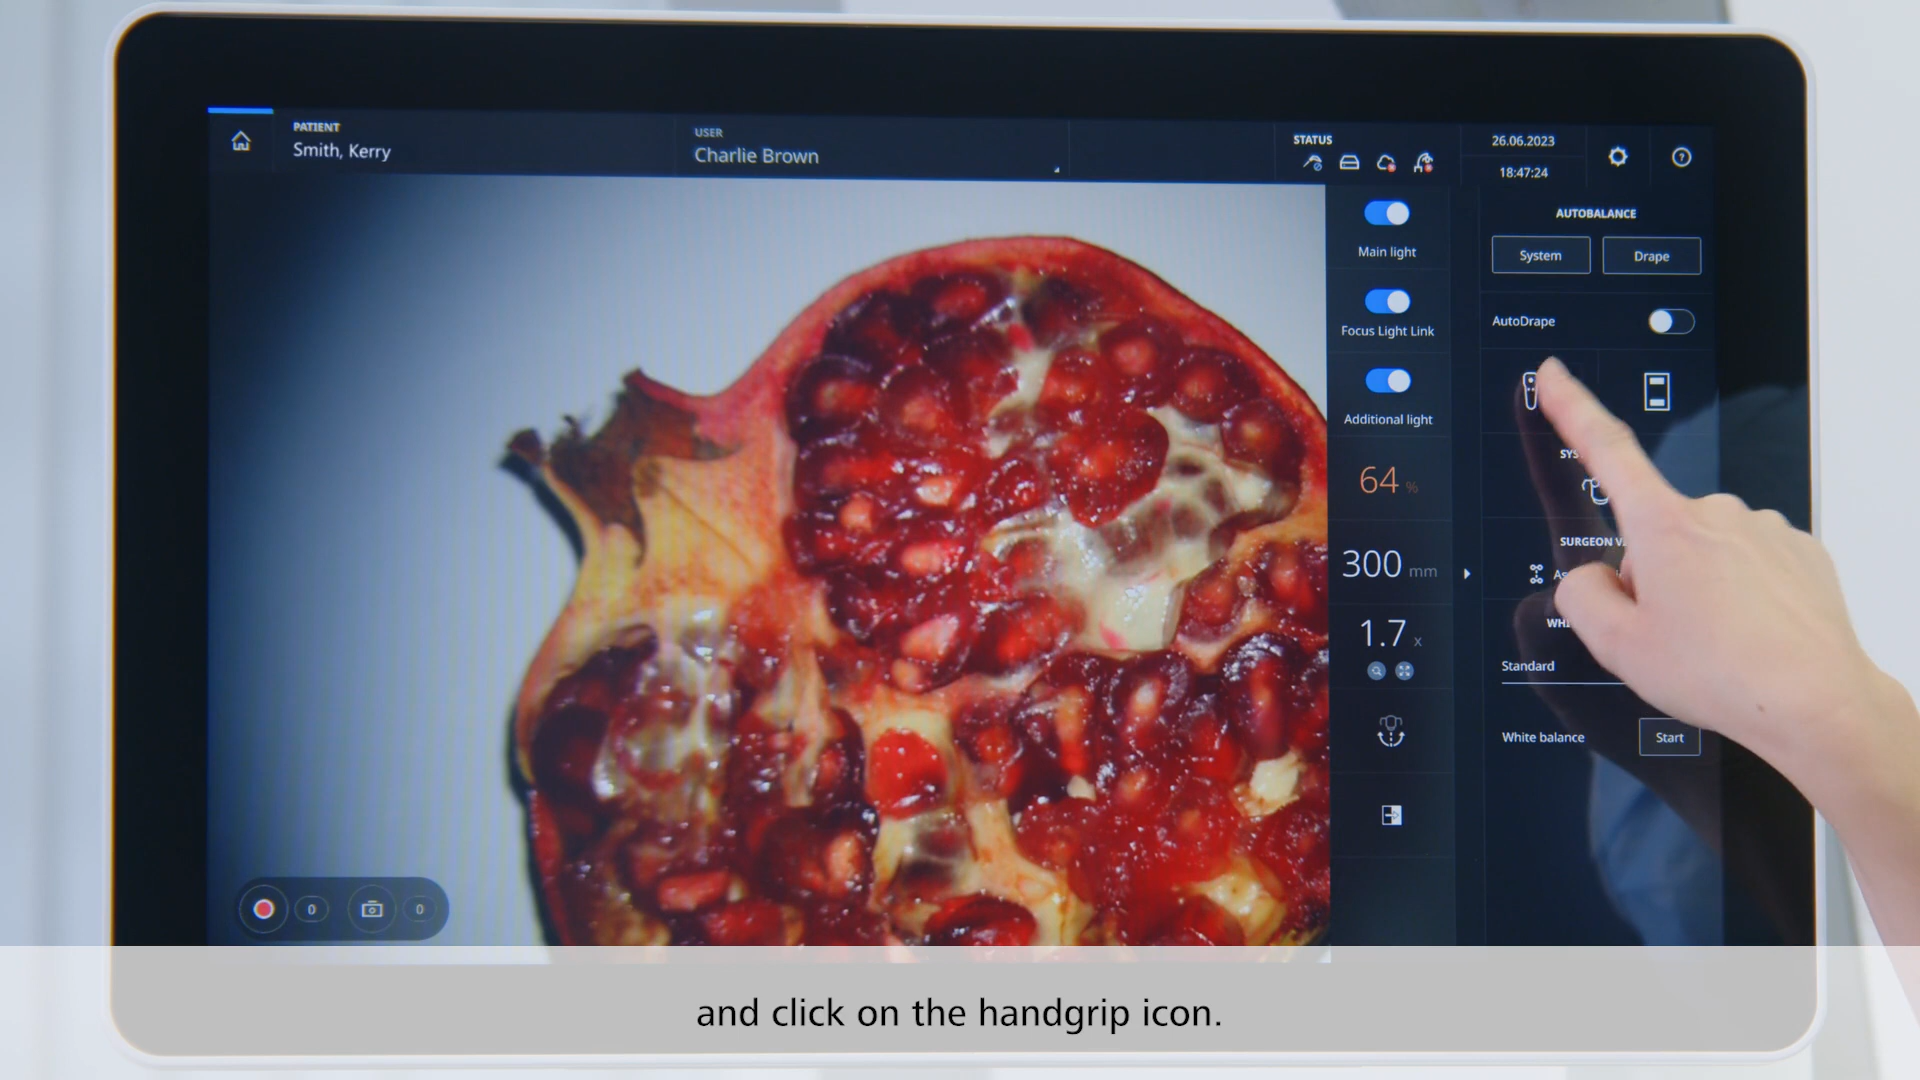 PATIENT
Smith, Kerry
USER
Charlie Brown
STATUS
26.06.2023
18:47:24
Main light
Focus Light Link
Additional light
64 %
300 mm
1.7 x
AUTOBALANCE
System
Drape
AutoDrape
SURGEON
Standard
White balance
Start
0
0
and click on the handgrip icon.